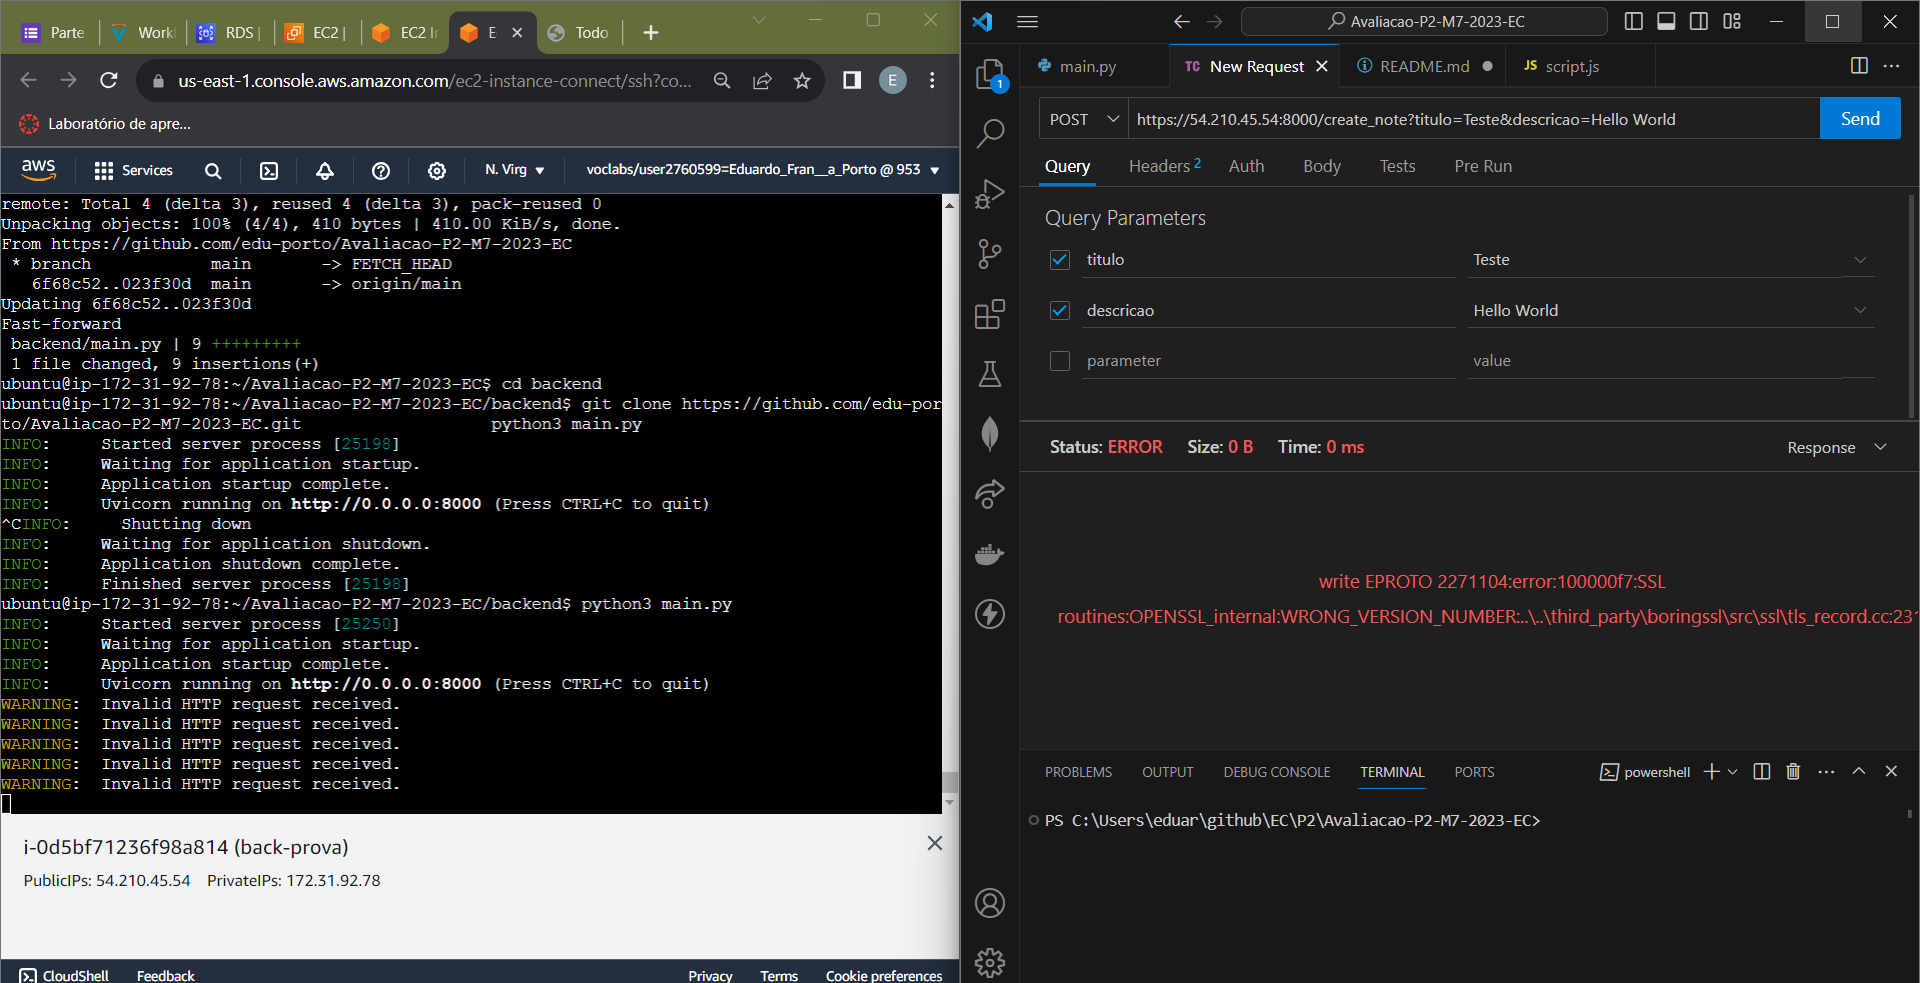 Parte
Work
RDS |
EC2 |
EC2 In
E
Todo
us-east-1.console.aws.amazon.com/ec2-instance-connect/ssh?co...
E
Laboratório de apre...
aws
Services
N. Virg
voclabs/user2760599=Eduardo_Fran__a_Porto @ 953
remote: Total 4 (delta 3), reused 4 (delta 3), pack-reused 0
Unpacking objects: 100% (4/4), 410 bytes | 410.00 KiB/s, done.
From https://github.com/edu-porto/Avaliacao-P2-M7-2023-EC
* branch            main       -> FETCH_HEAD
6f68c52..023f30d  main       -> origin/main
Updating 6f68c52..023f30d
Fast-forward
backend/main.py | 9 +++++++++
1 file changed, 9 insertions(+)
ubuntu@ip-172-31-92-78:~/Avaliacao-P2-M7-2023-EC$ cd backend
ubuntu@ip-172-31-92-78:~/Avaliacao-P2-M7-2023-EC/backend$ git clone https://github.com/edu-por
to/Avaliacao-P2-M7-2023-EC.git                   python3 main.py
INFO:     Started server process [25198]
INFO:     Waiting for application startup.
INFO:     Application startup complete.
INFO:     Uvicorn running on http://0.0.0.0:8000 (Press CTRL+C to quit)
^CINFO:     Shutting down
INFO:     Waiting for application shutdown.
INFO:     Application shutdown complete.
INFO:     Finished server process [25198]
ubuntu@ip-172-31-92-78:~/Avaliacao-P2-M7-2023-EC/backend$ python3 main.py
INFO:     Started server process [25250]
INFO:     Waiting for application startup.
INFO:     Application startup complete.
INFO:     Uvicorn running on http://0.0.0.0:8000 (Press CTRL+C to quit)
WARNING:  Invalid HTTP request received.
WARNING:  Invalid HTTP request received.
WARNING:  Invalid HTTP request received.
WARNING:  Invalid HTTP request received.
WARNING:  Invalid HTTP request received.
i-0d5bf71236f98a814 (back-prova)
PublicIPs: 54.210.45.54 PrivateIPs: 172.31.92.78
CloudShell
Feedback
Privacy
Terms
Cookie preferences
Avaliacao-P2-M7-2023-EC
1
main.py
TC New Request
README.md
JS script.js
POST
https://54.210.45.54:8000/create_note?titulo=Teste&descricao=Hello World
Send
Query
Headers 2
Auth
Body
Tests
Pre Run
Query Parameters
titulo
Teste
descricao
Hello World
parameter
value
Status: ERROR
Size: 0 B
Time: 0 ms
Response
write EPROTO 2271104:error:100000f7:SSL
routines:OPENSSL_internal:WRONG_VERSION_NUMBER:..\..\third_party\boringssl\src\ssl\tls_record.cc:231
PROBLEMS
OUTPUT
DEBUG CONSOLE
TERMINAL
PORTS
powershell
PS C:\Users\eduar\github\EC\P2\Avaliacao-P2-M7-2023-EC>